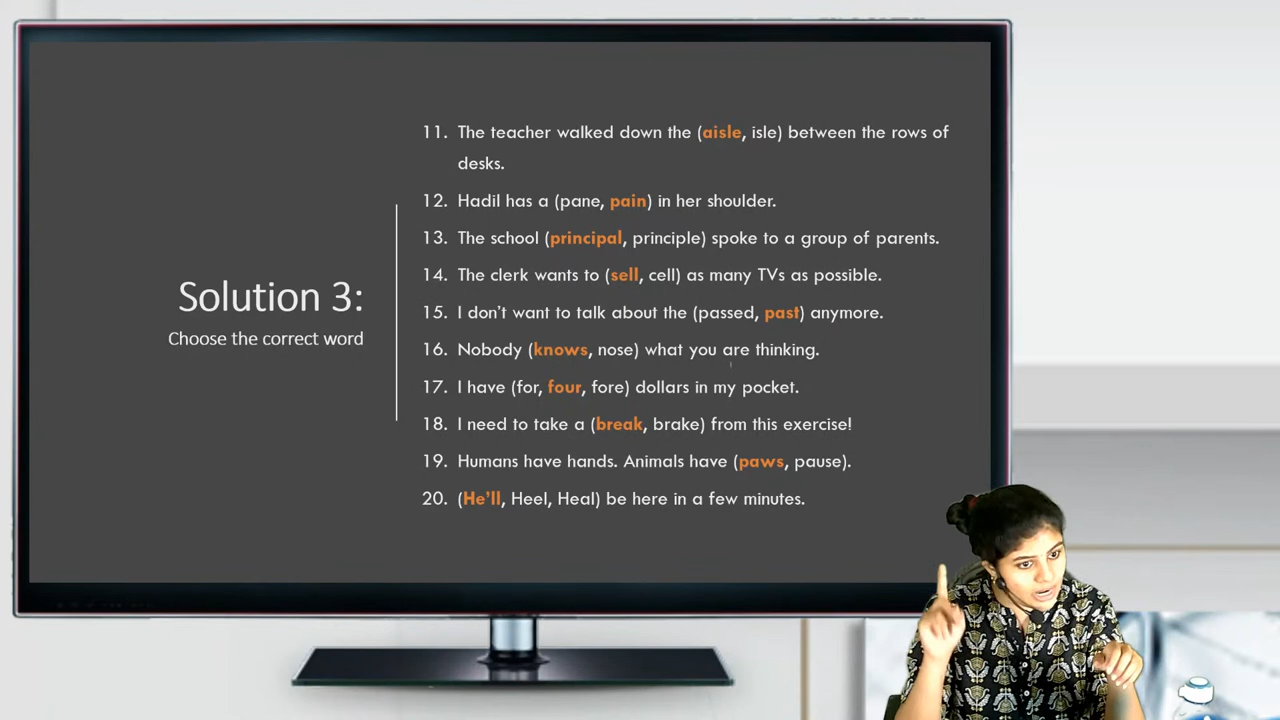 Solution 3:
Choose the correct word
11. The teacher walked down the (aisle, isle) between the rows of
desks.
12. Hadil has a (pane, pain) in her shoulder.
13. The school (principal, principle) spoke to a group of parents.
14. The clerk wants to (sell, cell) as many TVs as possible.
15. I don't want to talk about the (passed, past) anymore.
16. Nobody (knows, nose) what you are thinking.
17. I have (for, four, fore) dollars in my pocket.
18. I need to take a (break, brake) from this exercise!
19. Humans have hands. Animals have (paws, pause).
20. (He'll, Heel, Heal) be here in a few minutes.